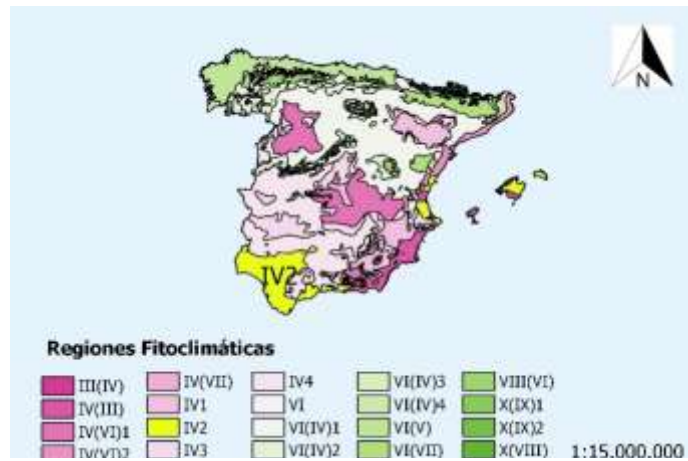 N
IV2
Regiones Fitoclimáticas
III(IV)
IV(III)
IV(VI)1
IV(VI)2
IV(VII)
IV1
IV2
IV3
IV4
VI
VI(IV)1
VI(IV)2
VI(IV)3
VI(IV)4
VI(V)
VI(VII)
VIII(VI)
X(IX)1
X(IX)2
X(VIII)
1:15.000.000